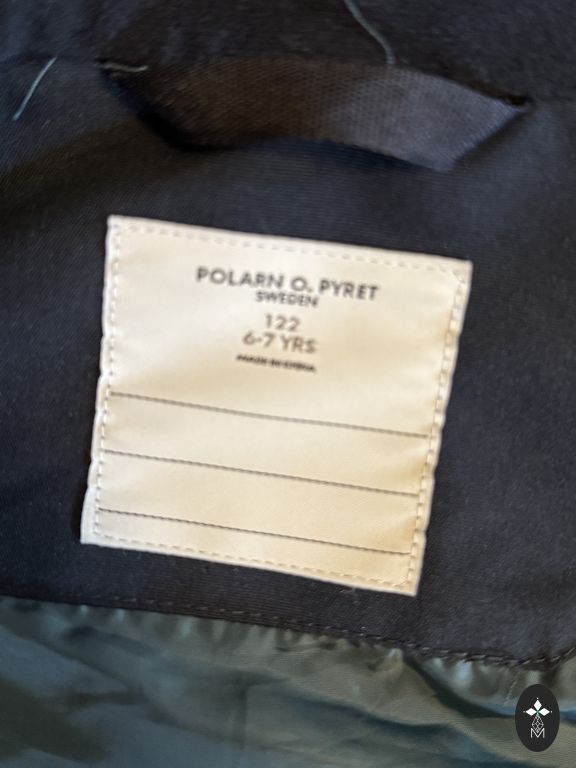 POLARN O. PYRET
SWEDEN
122
6-7 YRS
MADE IN CHINA
M